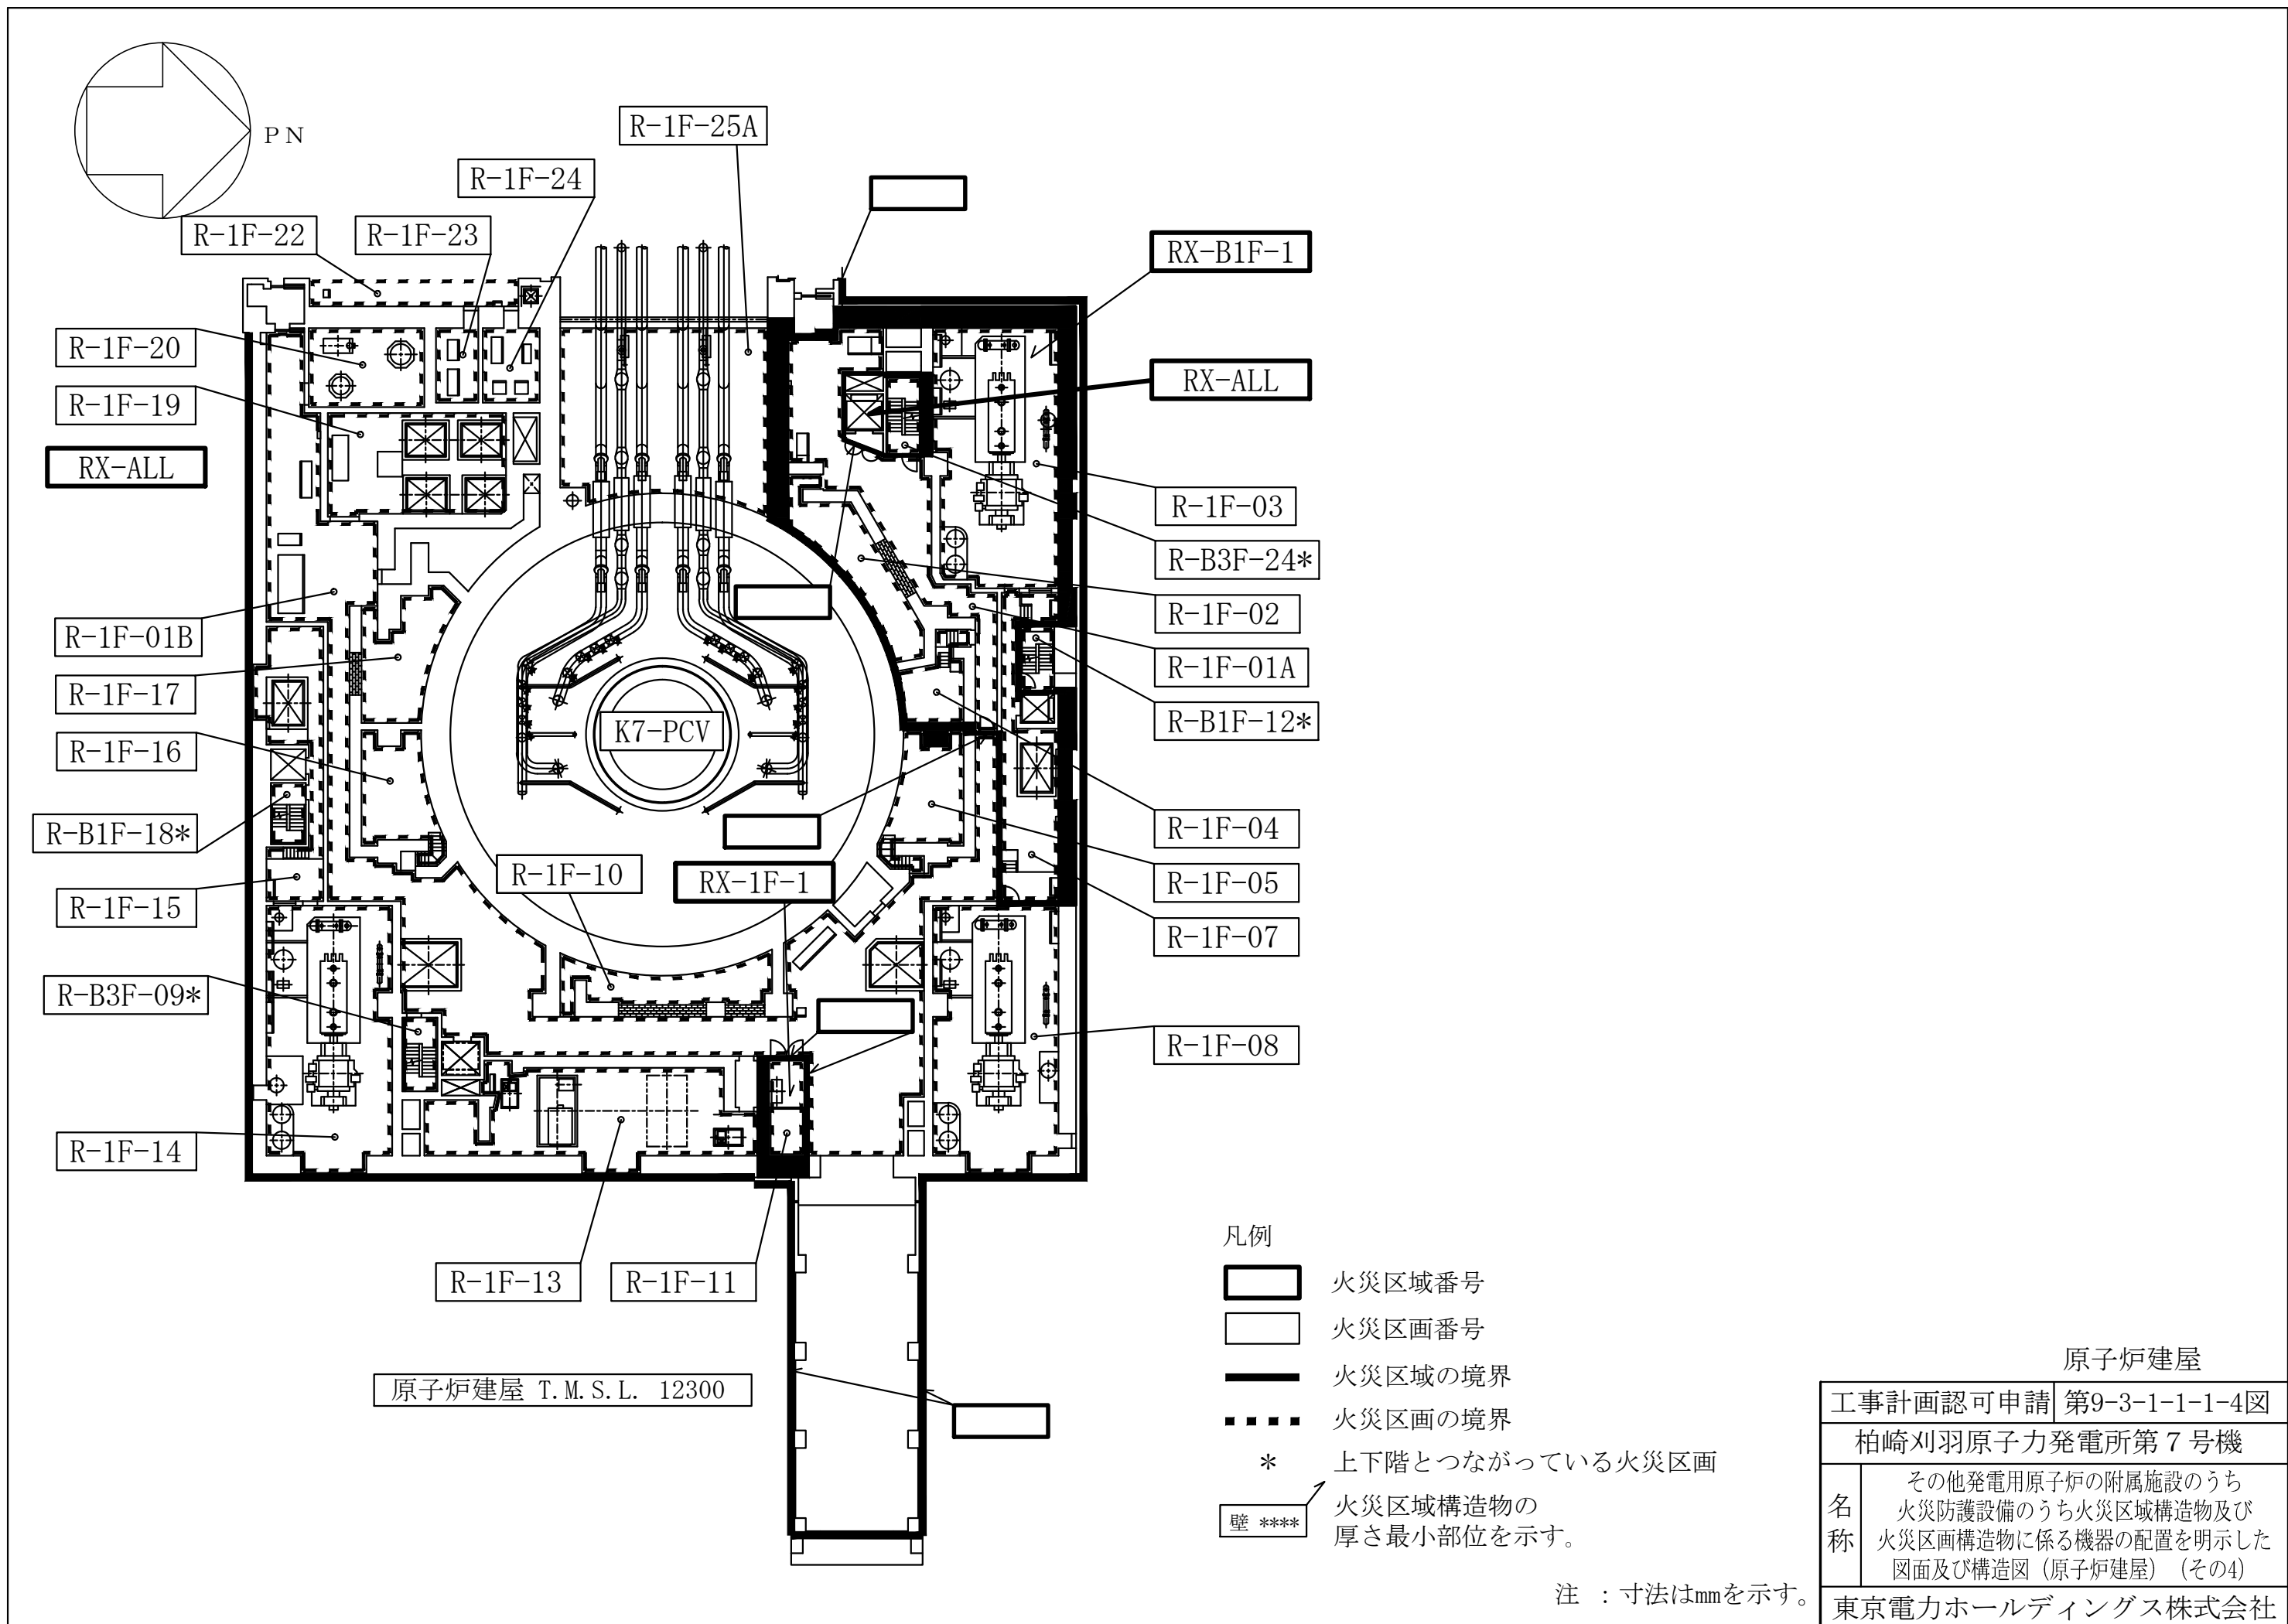 PN
R-1F-25A
R-1F-24
R-1F-22
R-1F-23
RX-B1F-1
R-1F-20
RX-ALL
R-1F-19
RX-ALL
R-1F-03
R-B3F-24*
R-1F-02
R-1F-01B
R-1F-01A
R-1F-17
R-B1F-12*
K7-PCV
R-1F-16
R-B1F-18*
R-1F-04
R-1F-10
RX-1F-1
R-1F-05
R-1F-15
R-1F-07
R-B3F-09*
R-1F-08
R-1F-14
R-1F-13
R-1F-11
原子炉建屋 T.M.S.L. 12300
凡例
火災区域番号
火災区画番号
火災区域の境界
火災区画の境界
* 上下階とつながっている火災区画
壁 **** 火災区域構造物の
厚さ最小部位を示す。
注 :寸法はmmを示す。
原子炉建屋
工事計画認可申請 第9-3-1-1-1-4図
柏崎刈羽原子力発電所第7号機
名称
その他発電用原子炉の附属施設のうち
火災防護設備のうち火災区域構造物及び
火災区画構造物に係る機器の配置を明示した
図面及び構造図(原子炉建屋)(その4)
東京電力ホールディングス株式会社